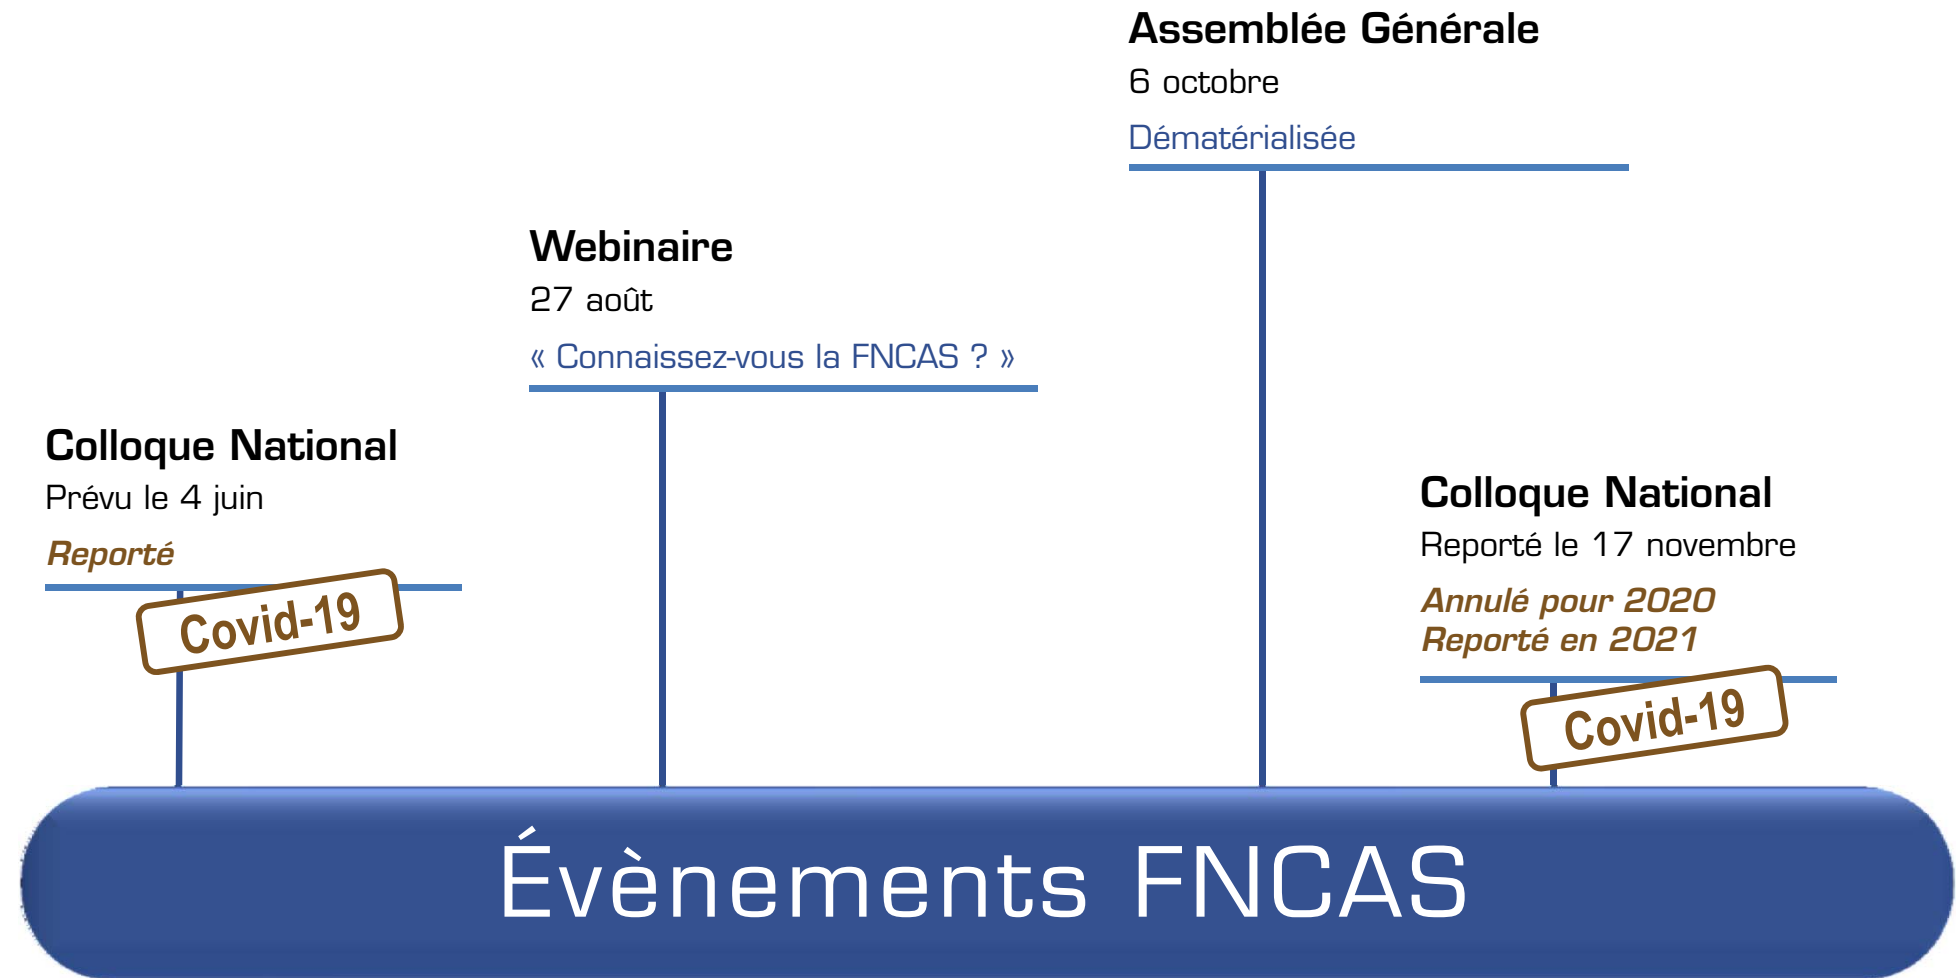 Assemblée Générale
6 octobre
Dématérialisée
Webinaire
27 août
« Connaissez-vous la FNCAS ? »
Colloque National
Prévu le 4 juin
Reporté
Covid-19
Colloque National
Reporté le 17 novembre
Annulé pour 2020
Reporté en 2021
Covid-19
Évènements FNCAS